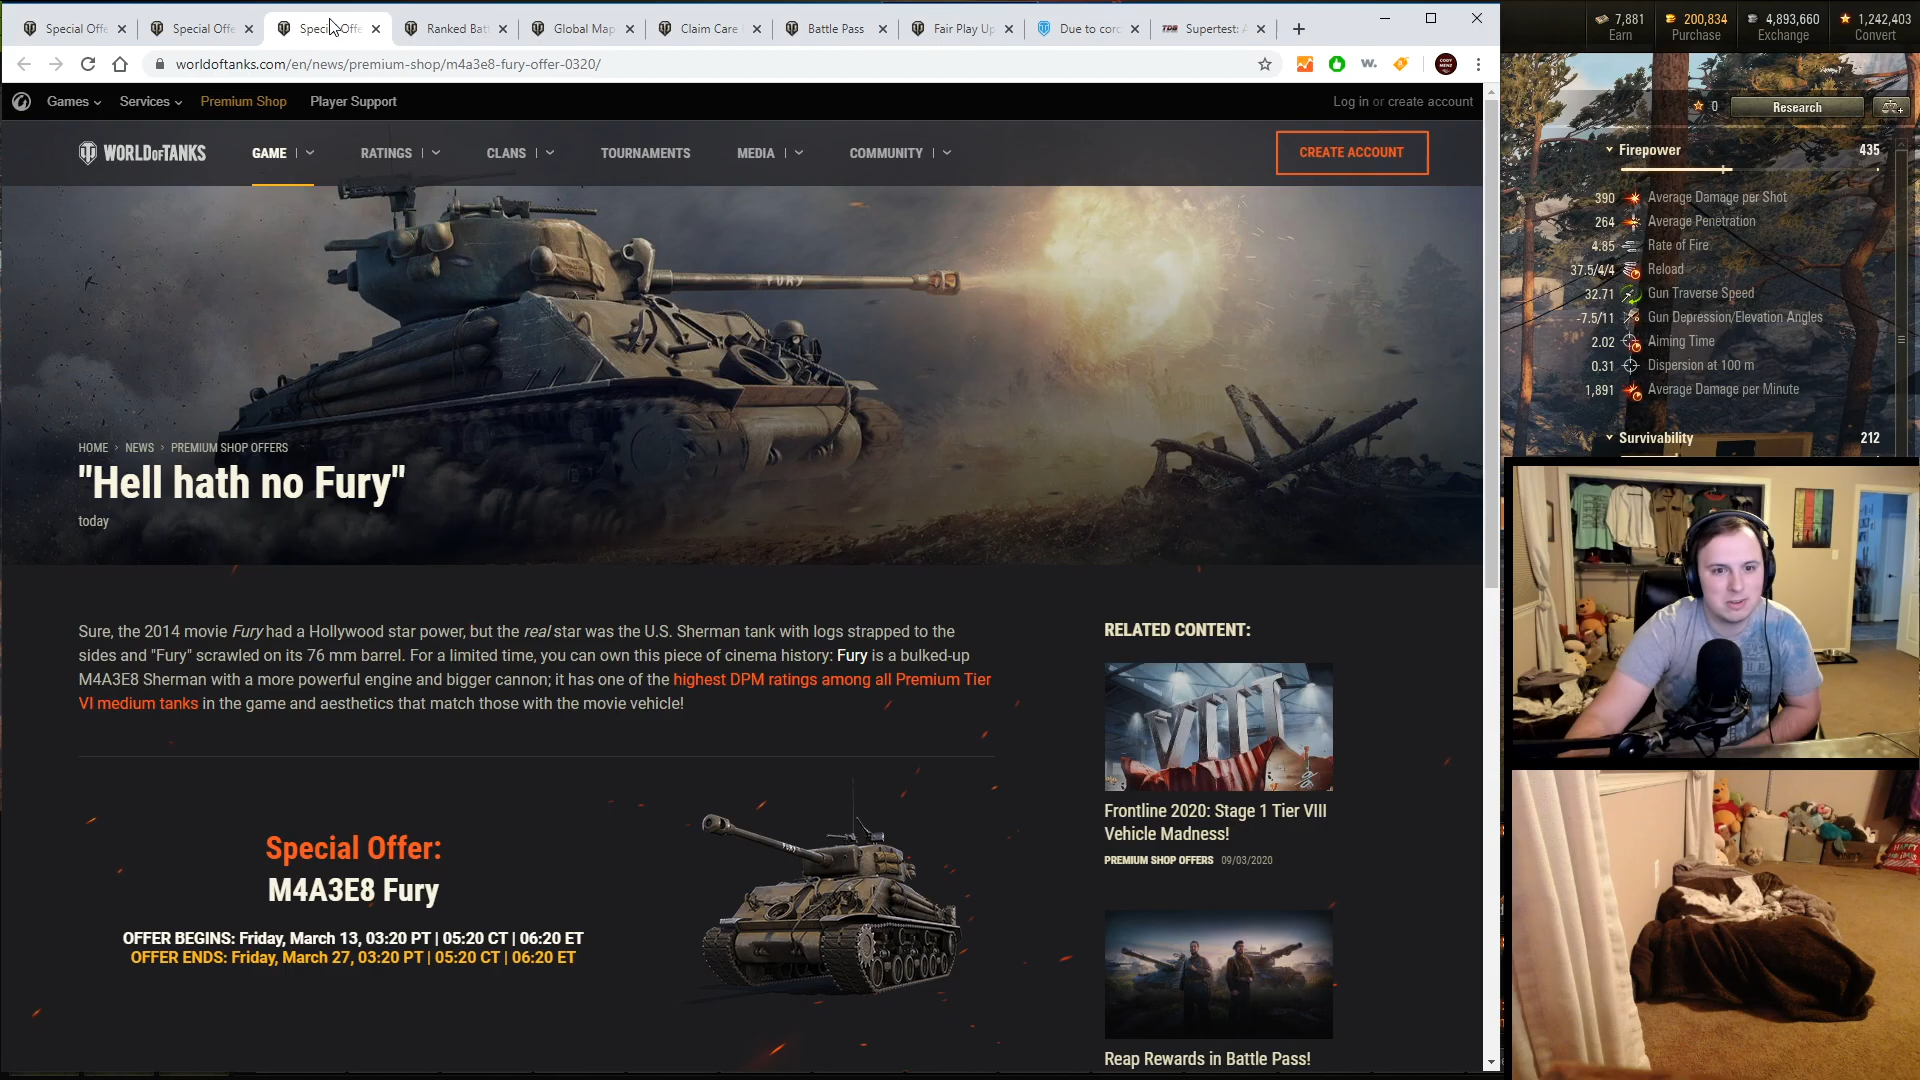 Special Offe
Special Offe
Speci Offe
Ranked Batt
Global Map
Claim Care
Battle Pass
Fair Play Up
Due to corc
TDB
Supertest: A
worldoftanks.com/en/news/premium-shop/m4a3e8-fury-offer-0320/
Games
Services
Premium Shop
Player Support
Log in or create account
WORLD OF TANKS
GAME
RATINGS
CLANS
TOURNAMENTS
MEDIA
COMMUNITY
CREATE ACCOUNT
FURY
HOME > NEWS > PREMIUM SHOP OFFERS
"Hell hath no Fury"
today
Sure, the 2014 movie Fury had a Hollywood star power, but the real star was the U.S. Sherman tank with logs strapped to the
sides and "Fury" scrawled on its 76 mm barrel. For a limited time, you can own this piece of cinema history: Fury is a bulked-up
M4A3E8 Sherman with a more powerful engine and bigger cannon; it has one of the highest DPM ratings among all Premium Tier
VI medium tanks in the game and aesthetics that match those with the movie vehicle!
Special Offer:
M4A3E8 Fury
OFFER BEGINS: Friday, March 13, 03:20 PT | 05:20 CT | 06:20 ET
OFFER ENDS: Friday, March 27, 03:20 PT | 05:20 CT | 06:20 ET
RELATED CONTENT:
VIII
Frontline 2020: Stage 1 Tier VIII
Vehicle Madness!
PREMIUM SHOP OFFERS 09/03/2020
Reap Rewards in Battle Pass!
7,881
Earn
200,834
Purchase
4,893,660
Exchange
1,242,403
Convert
0
Research
Firepower 435
390 Average Damage per Shot
264 Average Penetration
4.85 Rate of Fire
37.5/4/4 Reload
32.71 Gun Traverse Speed
-7.5/11 Gun Depression/Elevation Angles
2.02 Aiming Time
0.31 Dispersion at 100 m
1,891 Average Damage per Minute
Survivability 212